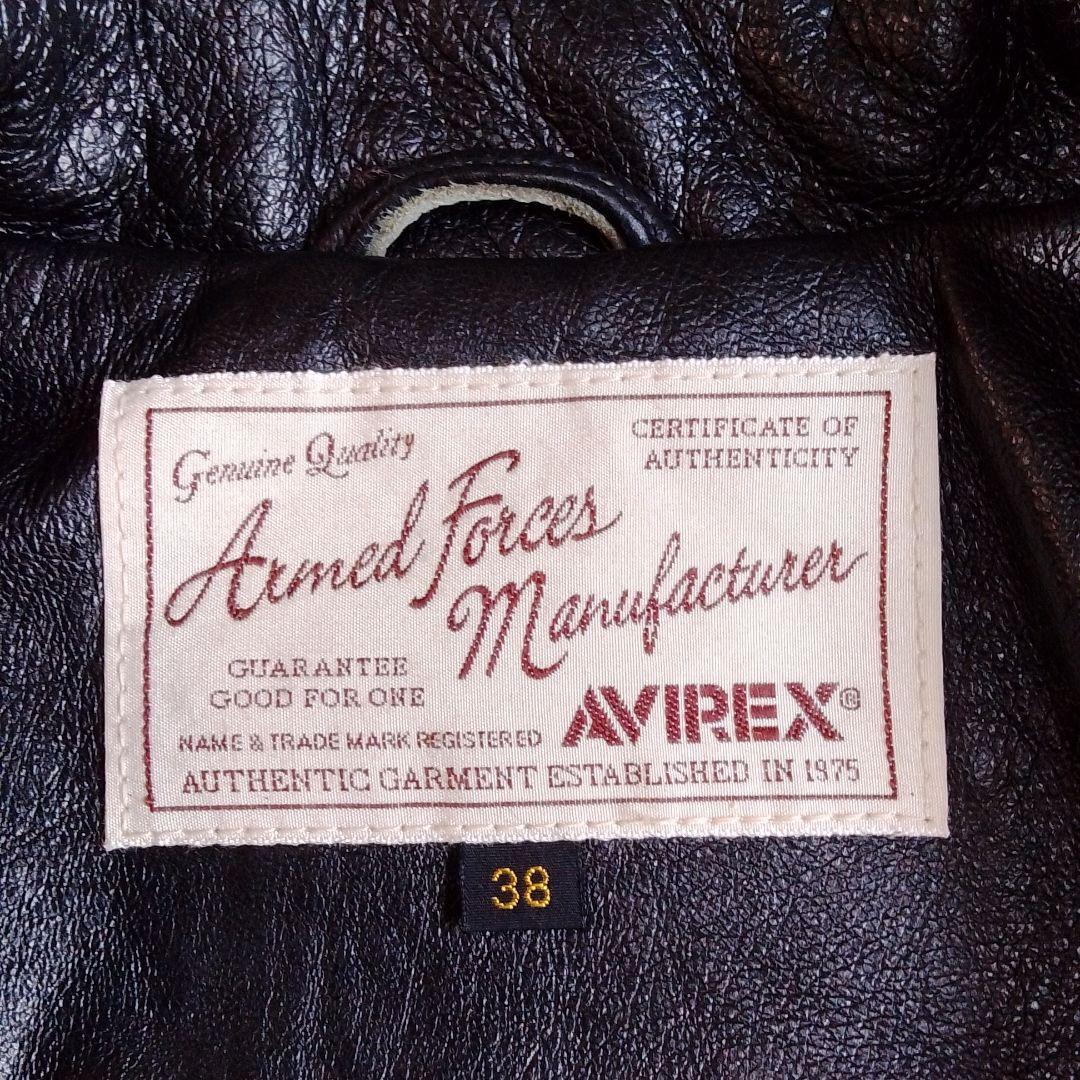 Genuine Quality
CERTIFICATE OF
AUTHENTICITY
Armed Forces
Manufacturer
GUARANTEE
GOOD FOR ONE
AVIREX®
NAME & TRADE MARK REGISTERED
AUTHENTIC GARMENT ESTABLISHED IN 1975
38